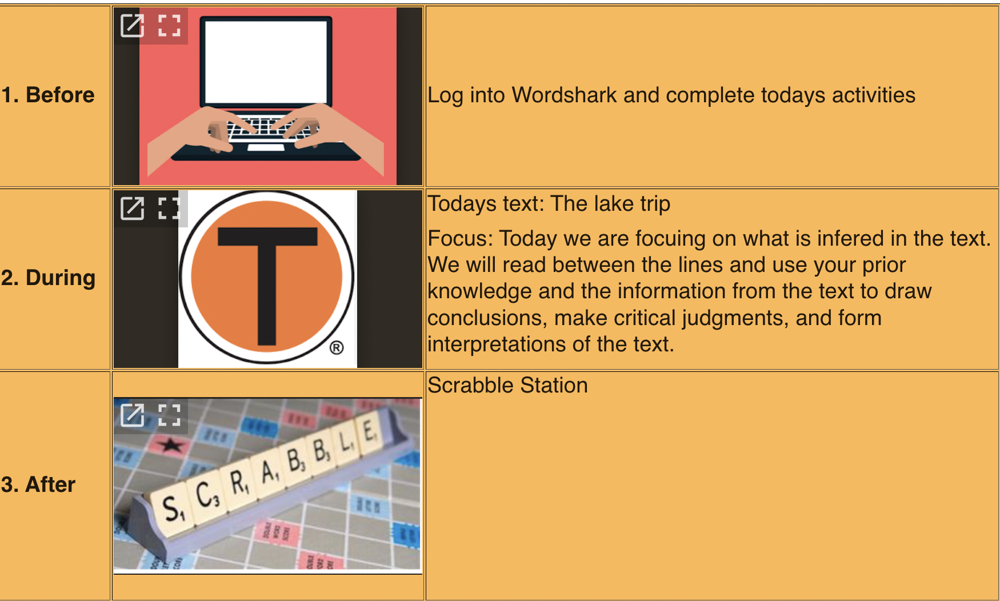 1. Before
Log into Wordshark and complete todays activities
2. During
T
®
Todays text: The lake trip
Focus: Today we are focuing on what is infered in the text.
We will read between the lines and use your prior
knowledge and the information from the text to draw
conclusions, make critical judgments, and form
interpretations of the text.
3. After
S1 C3 R1 A1 B3 B3 L1 E1
DOUBLE
WORD
SCORE
Scrabble Station